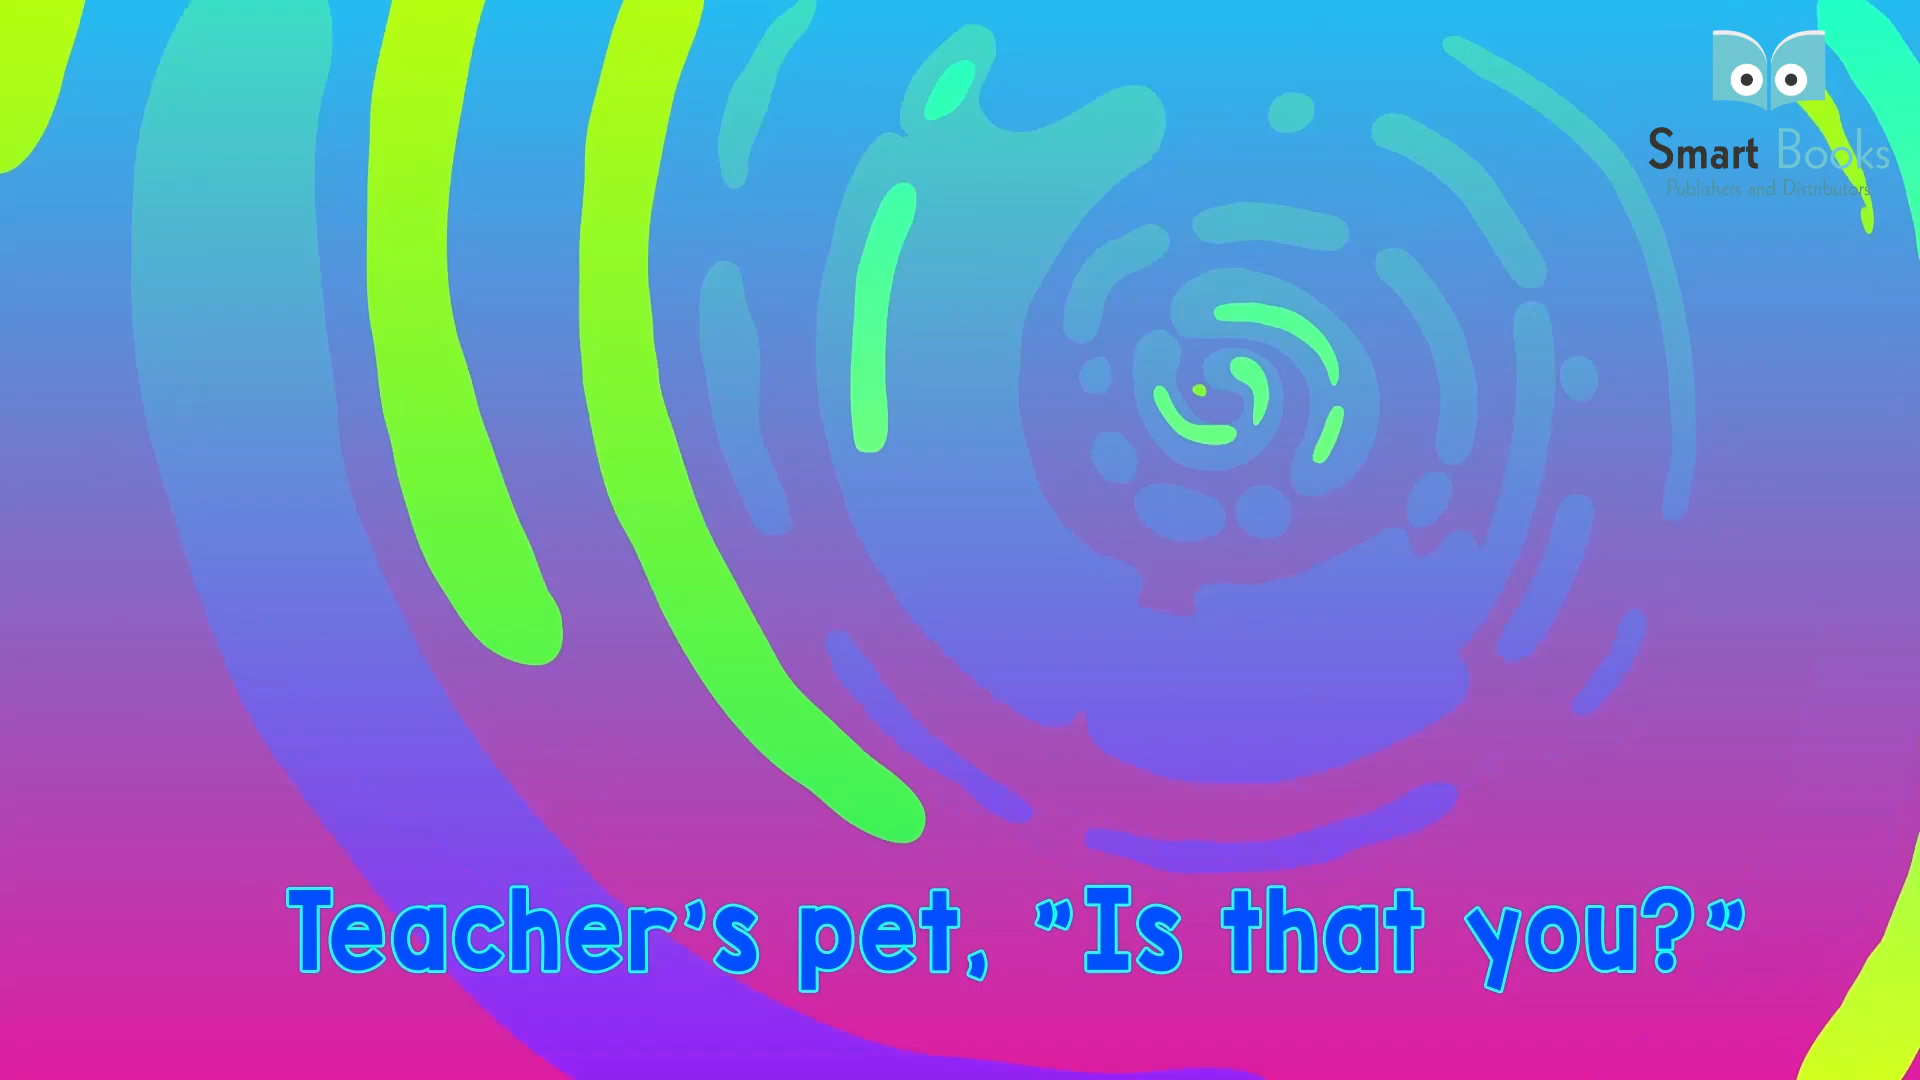 Smart Books
Publishers and Distributors
Teacher's pet, "Is that you?"